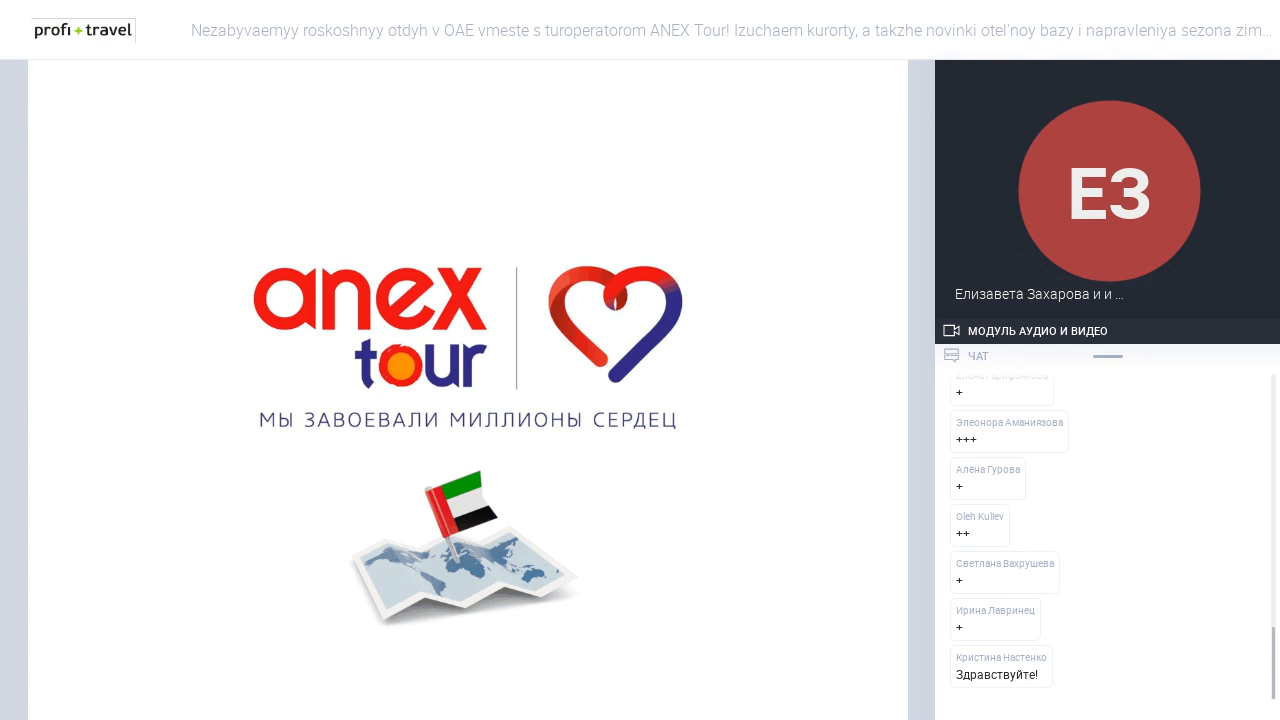 profi + travel
Nezabyvaemyy roskoshnyy otdyh v OAE vmeste s turoperatorom ANEX Tour! Izuchaem kurorty, a takzhe novinki otel'noy bazy i napravleniya sezona zim...
anex
tour
МЫ ЗАВОЕВАЛИ МИЛЛИОНЫ СЕРДЕЦ
ЕЗ
Елизавета Захарова и и ...
МОДУЛЬ АУДИО И ВИДЕО
ЧАТ
+
Элеонора Аманиязова
+++
Алёна Гурова
+
Oleh Kuliev
++
Светлана Вахрушева
+
Ирина Лавринец
+
Кристина Настенко
Здравствуйте!